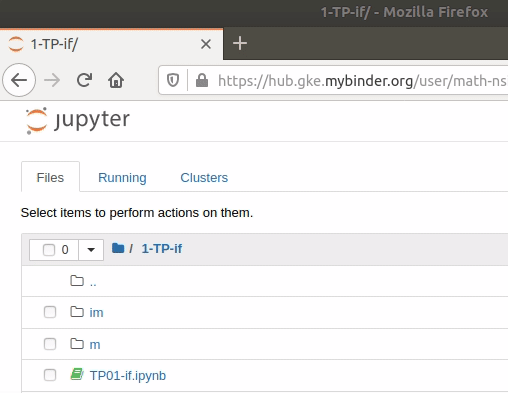 1-TP-if/ - Mozilla Firefox
1-TP-if/
https://hub.gke.mybinder.org/user/math-ns
jupyter
Files Running Clusters
Select items to perform actions on them.
0 / 1-TP-if
..
im
m
TP01-if.ipynb